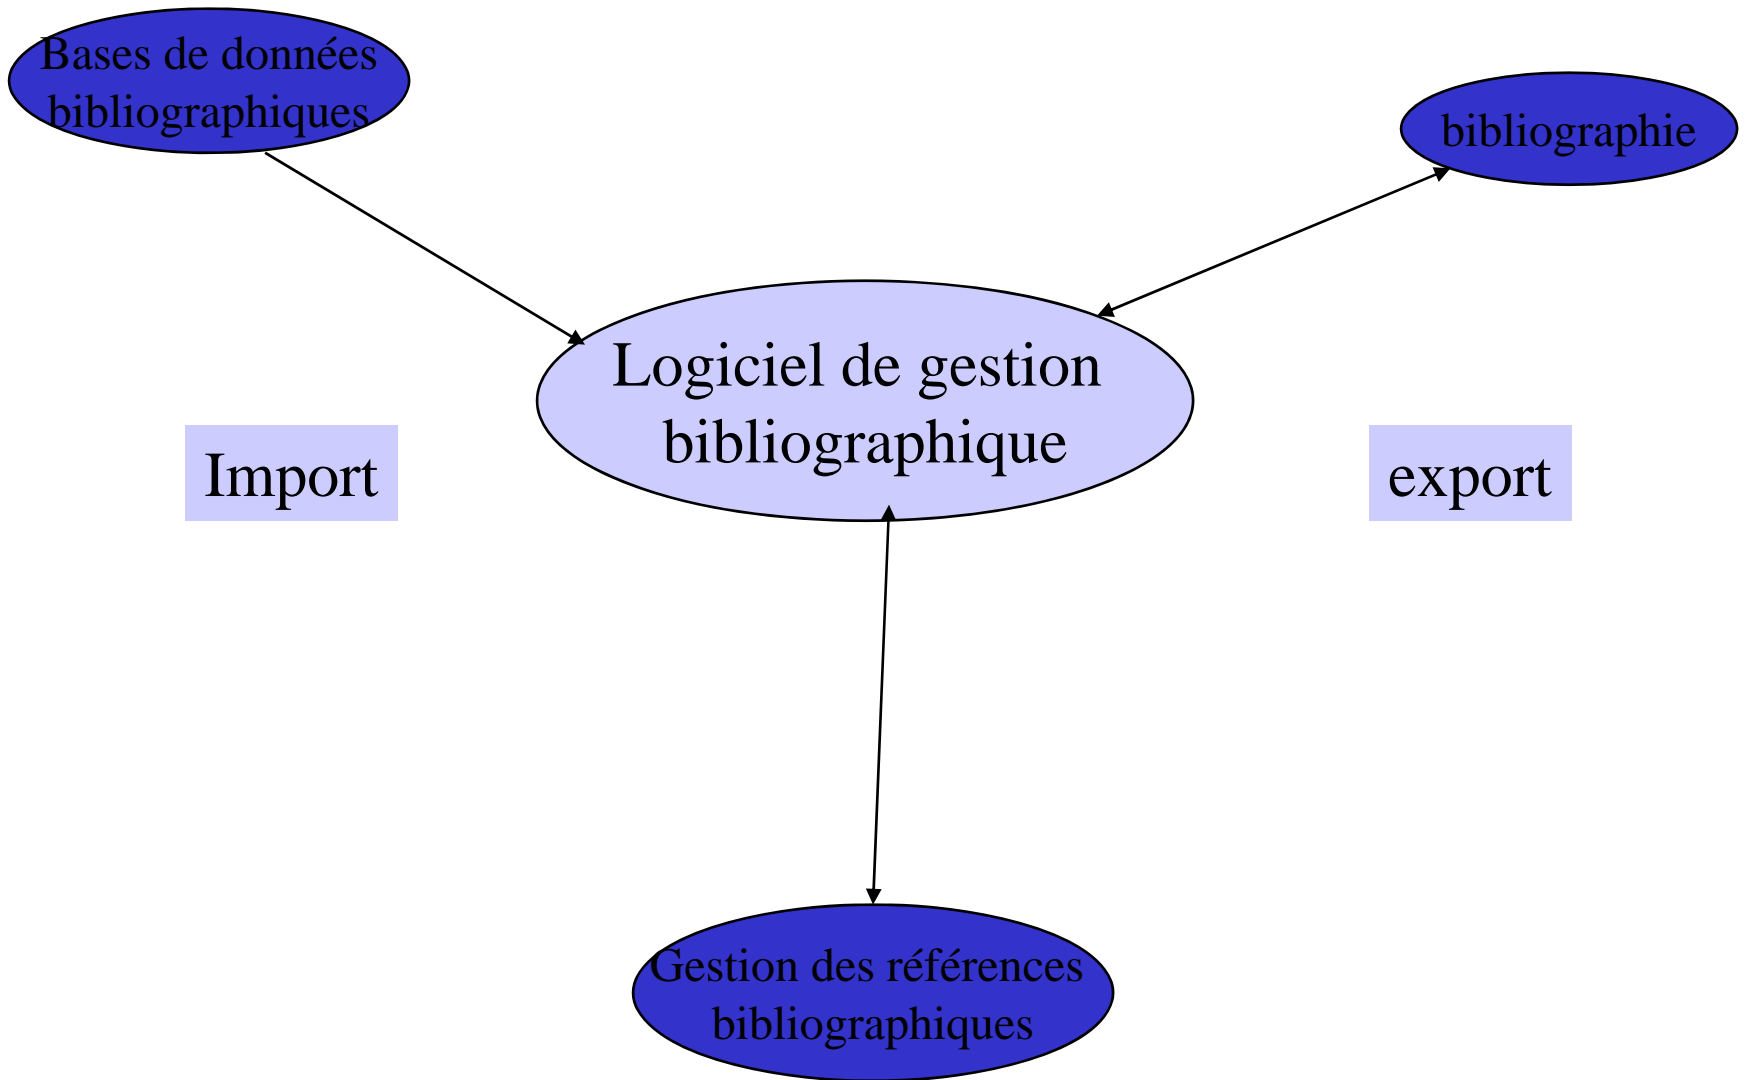 Bases de données
bibliographiques
bibliographie
Logiciel de gestion
bibliographique
Import
export
Gestion des références
bibliographiques